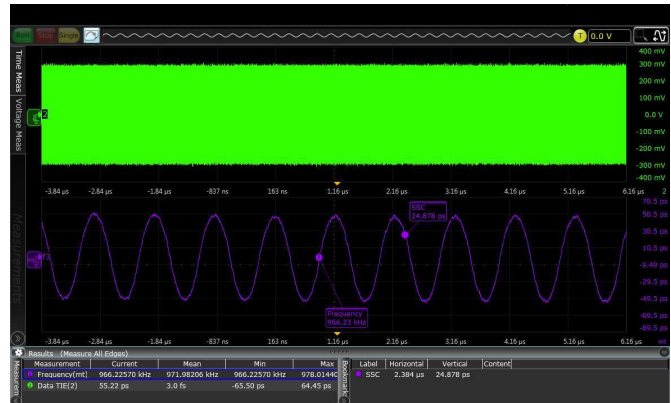 Run Stop Single T 0.0 V
Time Meas
Voltage Meas
Measurements
400 mV
300 mV
200 mV
100 mV
0.0 V
-100 mV
-200 mV
-300 mV
-400 mV
2
-3.84 µs -2.84 µs -1.84 µs -837 ns 163 ns 1.16 µs 2.16 µs 3.16 µs 4.16 µs 5.16 µs 6.16 µs 2
70.5 ps
50.5 ps
30.5 ps
10.5 ps
-9.49 ps
-29.5 ps
-49.5 ps
-69.5 ps
-89.5 ps
SSC
24.878 ps
Frequency
966.23 kHz
-3.84 µs -2.84 µs -1.84 µs -837 ns 163 ns 1.16 µs 2.16 µs 3.16 µs 4.16 µs 5.16 µs 6.16 µs mt
Results (Measure All Edges)
Measurement Current Mean Min Max
Frequency(mt) 966.22570 kHz 971.98206 kHz 966.22570 kHz 978.01440
Data TIE(2) 55.22 ps 3.0 fs -65.50 ps 64.45 ps
Label Horizontal Vertical Content
SSC 2.384 µs 24.878 ps